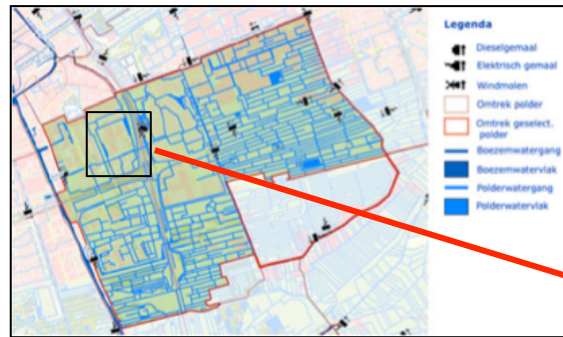 Legenda
Dieselgemaal
Elektrisch gemaal
Windmolen
Omtrek polder
Omtrek geselect.
polder
Boezemwatergang
Boezemwatervlak
Polderwatergang
Polderwatervlak